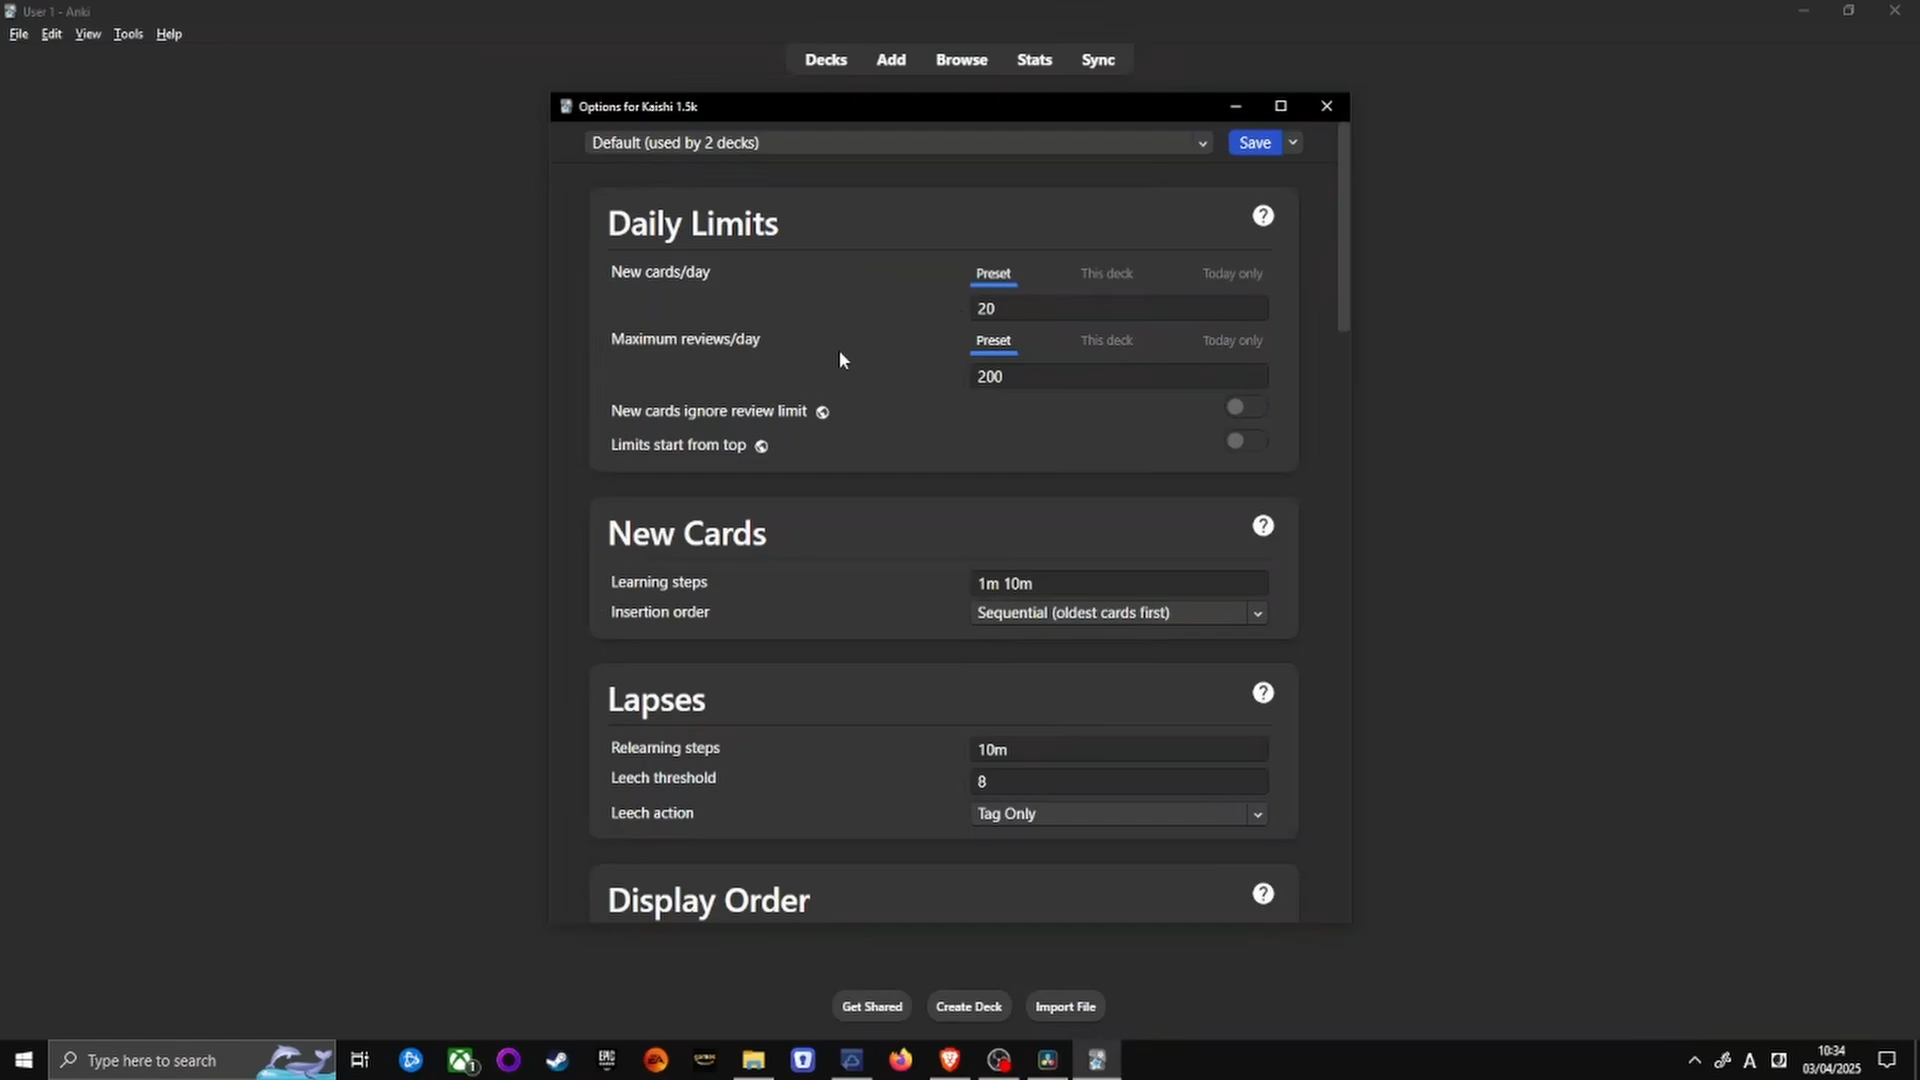 User 1 - Anki
File Edit View Tools Help
Decks Add Browse Stats Sync
Options for Kaishi 1.5k
Default (used by 2 decks) Save
Daily Limits ?
New cards/day Preset This deck Today only
20
Maximum reviews/day Preset This deck Today only
200
New cards ignore review limit
Limits start from top
New Cards ?
Learning steps 1m 10m
Insertion order Sequential (oldest cards first)
Lapses ?
Relearning steps 10m
Leech threshold 8
Leech action Tag Only
Display Order ?
Get Shared Create Deck Import File
Type here to search 1 EPIC GAMES EA A 10:34
03/04/2025